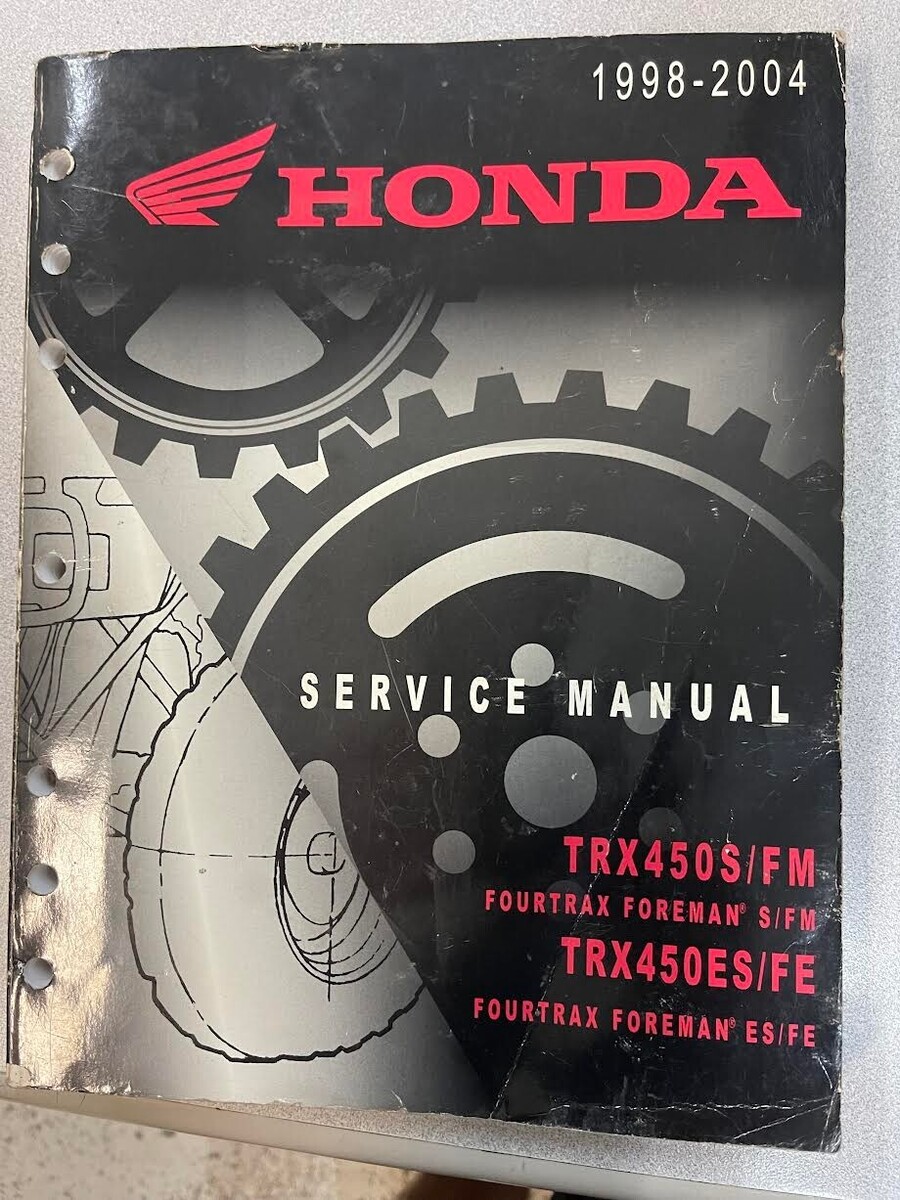 1998-2004
HONDA
SERVICE MANUAL
TRX450S/FM
FOURTRAX FOREMAN® S/FM
TRX450ES/FE
FOURTRAX FOREMAN® ES/FE